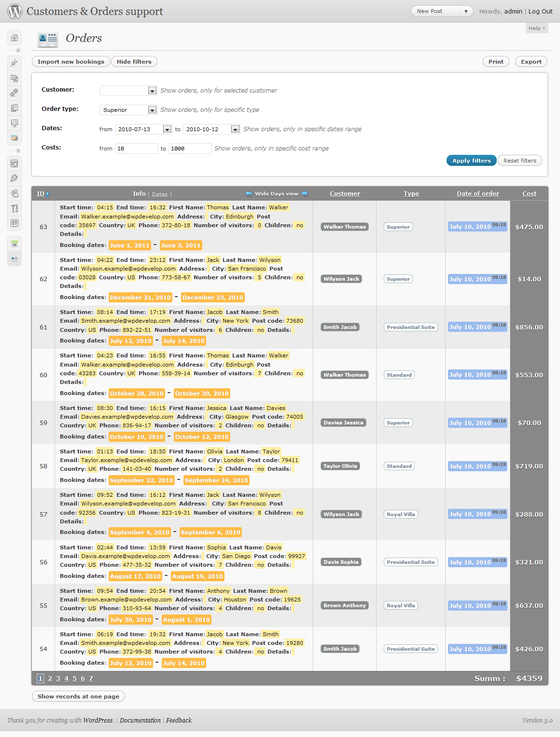 Customers & Orders support
New Post
Howdy, admin | Log Out
Help
Orders
Import new bookings
Hide filters
Print
Export
Customer:
Show orders, only for selected customer
Order type:
Superior
Show orders, only for specific type
Dates:
from 2010-07-13 to 2010-10-12 Show orders, only in specific dates range
Costs:
from 10 to 1000 Show orders, only in specific cost range
Apply filters
Reset filters
ID Info (Dates) Wide Days view Customer Type Date of order Cost
Start time: 04:15 End time: 16:32 First Name: Thomas Last Name: Walker
Email: Walker.example@wpdevelop.com Address: City: Edinburgh Post
63 code: 35697 Country: UK Phone: 372-80-18 Number of visitors: 0 Children: no Walker Thomas Superior July 10, 2010 09:18 $475.00
Details:
Booking dates: June 1, 2011 - June 3, 2011
Start time: 04:22 End time: 23:12 First Name: Jack Last Name: Wilyson
Email: Wilyson.example@wpdevelop.com Address: City: San Francisco Post
62 code: 03028 Country: UK Phone: 773-58-67 Number of visitors: 5 Children: no Wilyson Jack Superior July 10, 2010 09:18 $14.00
Details:
Booking dates: December 21, 2010 - December 23, 2010
Start time: 08:14 End time: 17:19 First Name: Jacob Last Name: Smith
Email: Smith.example@wpdevelop.com Address: City: New York Post code: 73680
61 Country: US Phone: 892-22-51 Number of visitors: 6 Children: no Details: Smith Jacob Presidential Suite July 10, 2010 09:18 $856.00
Booking dates: July 12, 2010 - July 14, 2010
Start time: 04:23 End time: 16:55 First Name: Thomas Last Name: Walker
Email: Walker.example@wpdevelop.com Address: City: Edinburgh Post
60 code: 43283 Country: UK Phone: 558-39-14 Number of visitors: 7 Children: no Walker Thomas Standard July 10, 2010 09:18 $553.00
Details:
Booking dates: October 28, 2010 - October 30, 2010
Start time: 08:30 End time: 16:15 First Name: Jessica Last Name: Davies
Email: Davies.example@wpdevelop.com Address: City: Glasgow Post code: 74005
59 Country: UK Phone: 836-94-17 Number of visitors: 2 Children: no Details: Davies Jessica Superior July 10, 2010 09:18 $70.00
Booking dates: October 10, 2010 - October 12, 2010
Start time: 01:13 End time: 18:50 First Name: Olivia Last Name: Taylor
Email: Taylor.example@wpdevelop.com Address: City: London Post code: 79411
58 Country: UK Phone: 141-03-40 Number of visitors: 2 Children: no Details: Taylor Olivia Standard July 10, 2010 09:18 $719.00
Booking dates: September 22, 2010 - September 24, 2010
Start time: 09:52 End time: 16:12 First Name: Jack Last Name: Wilyson
Email: Wilyson.example@wpdevelop.com Address: City: San Francisco Post
57 code: 92356 Country: US Phone: 823-19-31 Number of visitors: 8 Children: no Wilyson Jack Royal Villa July 10, 2010 09:18 $288.00
Details:
Booking dates: September 4, 2010 - September 6, 2010
Start time: 02:44 End time: 13:59 First Name: Sophia Last Name: Davis
Email: Davis.example@wpdevelop.com Address: City: San Diego Post code: 99927
56 Country: US Phone: 477-35-32 Number of visitors: 7 Children: no Details: Davis Sophia Presidential Suite July 10, 2010 09:18 $321.00
Booking dates: August 17, 2010 - August 19, 2010
Start time: 09:54 End time: 20:54 First Name: Anthony Last Name: Brown
Email: Brown.example@wpdevelop.com Address: City: Houston Post code: 19625
55 Country: US Phone: 310-93-64 Number of visitors: 4 Children: no Details: Brown Anthony Royal Villa July 10, 2010 09:18 $637.00
Booking dates: July 30, 2010 - August 1, 2010
Start time: 06:19 End time: 19:32 First Name: Jacob Last Name: Smith
Email: Smith.example@wpdevelop.com Address: City: New York Post code: 19280
54 Country: US Phone: 372-99-38 Number of visitors: 4 Children: no Details: Smith Jacob Presidential Suite July 10, 2010 09:18 $426.00
Booking dates: July 12, 2010 - July 14, 2010
1 2 3 4 5 6 7 Summ : $4359
Show records at one page
Thank you for creating with WordPress. | Documentation | Feedback
Version 3.0